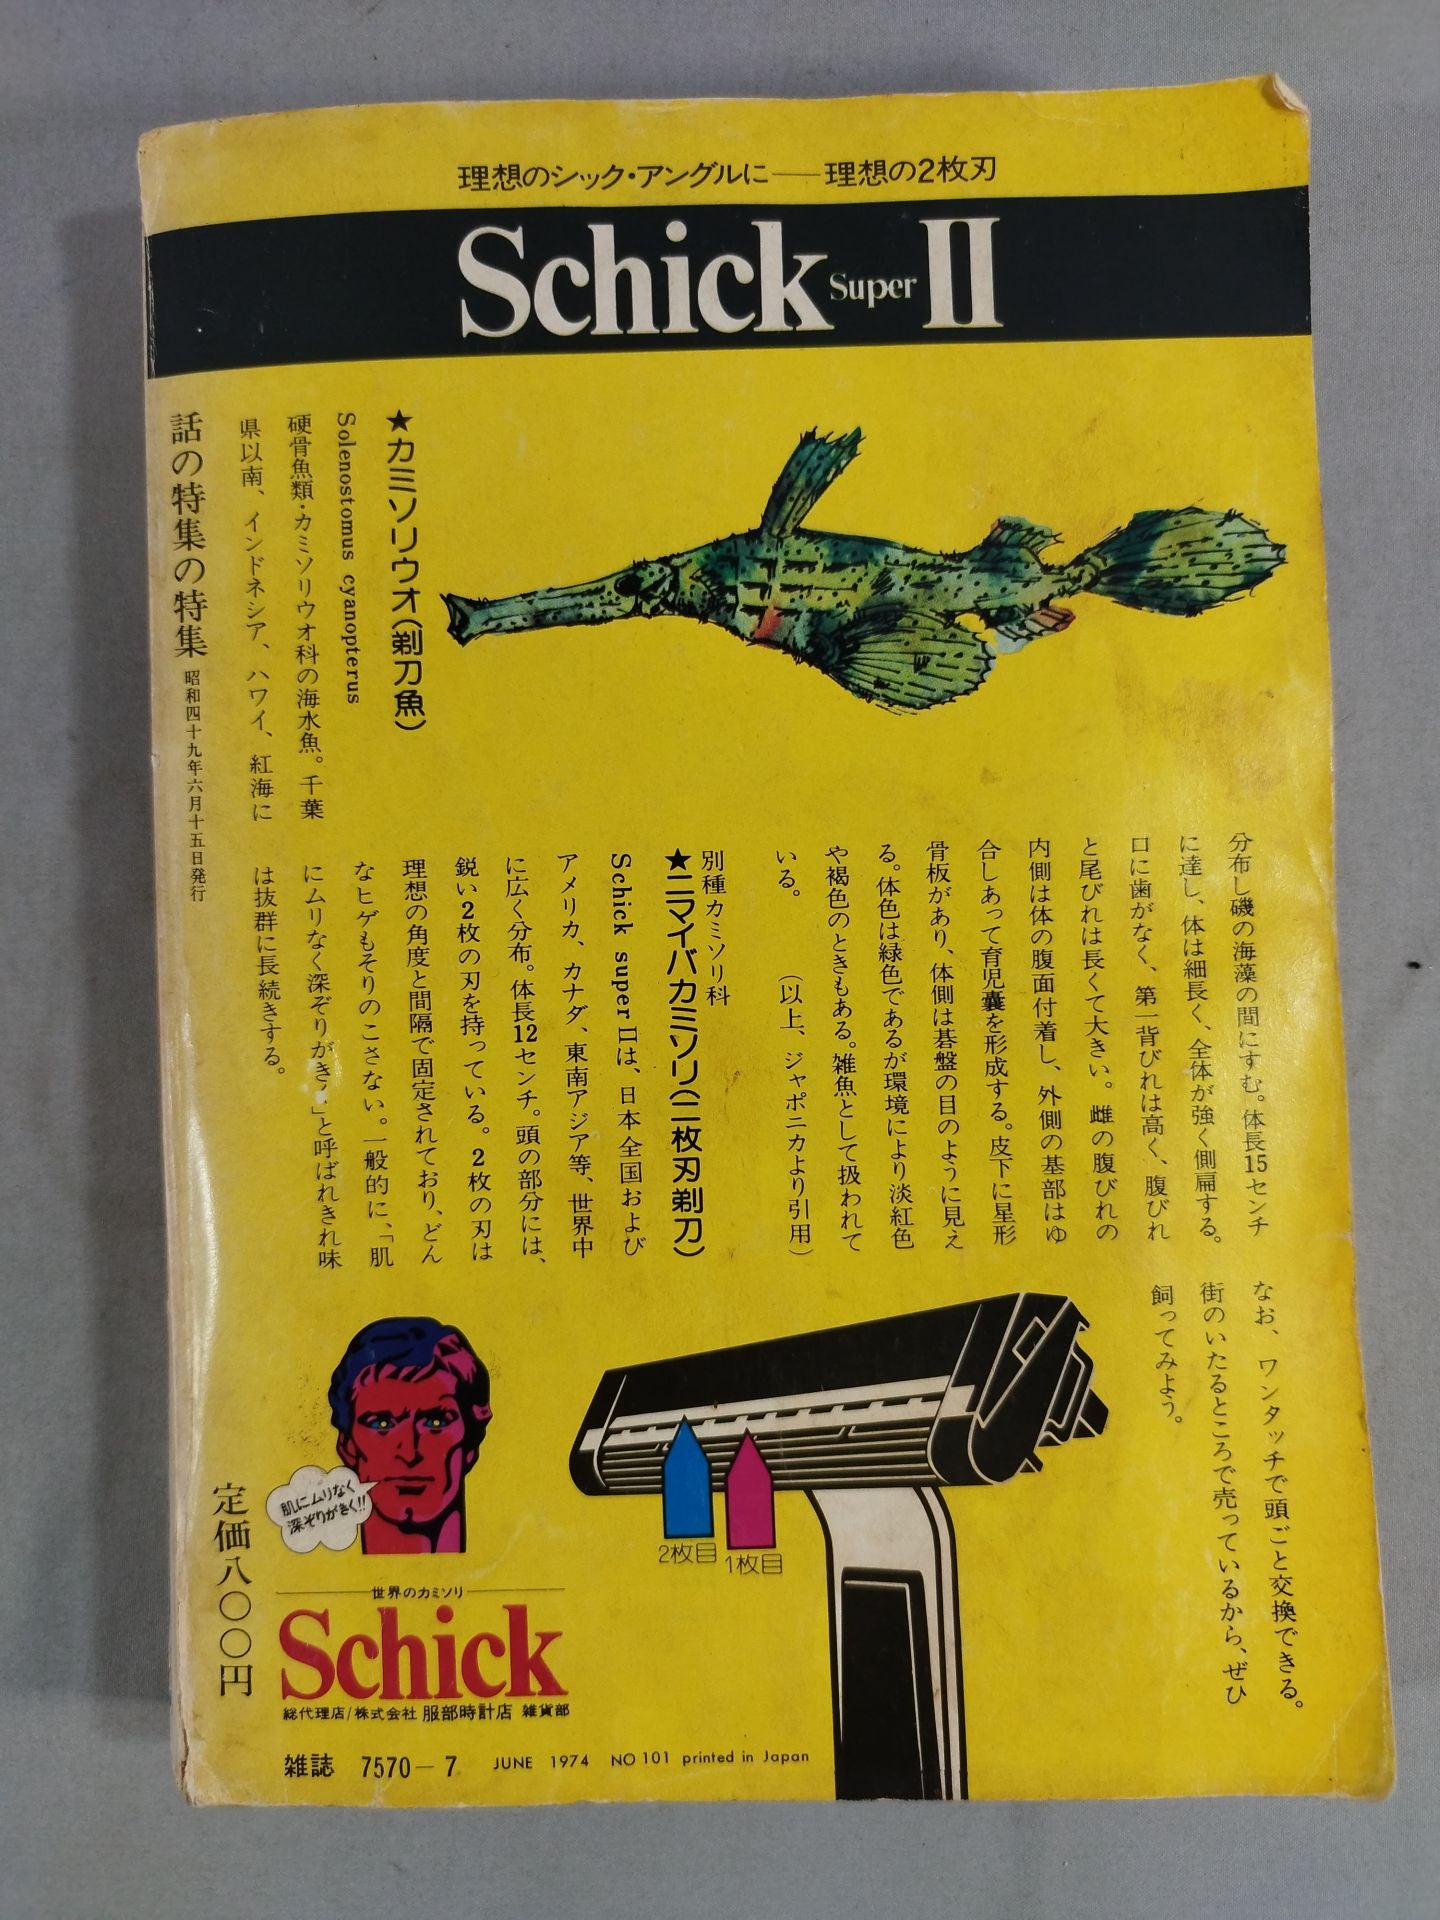 理想のシック・アングルに——理想の2枚刃
Schick Super II
★カミソリウオ(剃刀魚)
Solenostomus cyanopterus
硬骨魚類・カミソリウオ科の海水魚。千葉
県以南、インドネシア、ハワイ、紅海に
分布し磯の海藻の間にすむ。体長15センチ
に達し、体は細長く、全体が強く側扁する。
口に歯がなく、第一背びれは高く、腹びれ
と尾びれは長くて大きい。雌の腹びれの
内側は体の腹面付着し、外側の基部はゆ
合しあって育児嚢を形成する。皮下に星形
骨板があり、体側は碁盤の目のように見え
る。体色は緑色であるが環境により淡紅色
や褐色のときもある。雑魚として扱われて
いる。　　　(以上、ジャポニカより引用)
別種カミソリ科
★ニマイバカミソリ(二枚刃剃刀)
Schick super IIは、日本全国および
アメリカ、カナダ、東南アジア等、世界中
に広く分布。体長12センチ。頭の部分には、
鋭い2枚の刃を持っている。2枚の刃は
理想の角度と間隔で固定されており、どん
なヒゲもそりのこさない。一般的に、「肌
にムリなく深ぞりがき」と呼ばれきれ味
は抜群に長続きする。
なお、ワンタッチで頭ごと交換できる。
街のいたるところで売っているから、ぜひ
飼ってみよう。
話の特集の特集 昭和四十九年六月十五日発行
定価八〇〇円
肌にムリなく
深ぞりがきく!!
2枚目
1枚目
世界のカミソリ
Schick
総代理店/株式会社 服部時計店 雑貨部
雑誌 7570—7 JUNE 1974 NO 101 printed in Japan